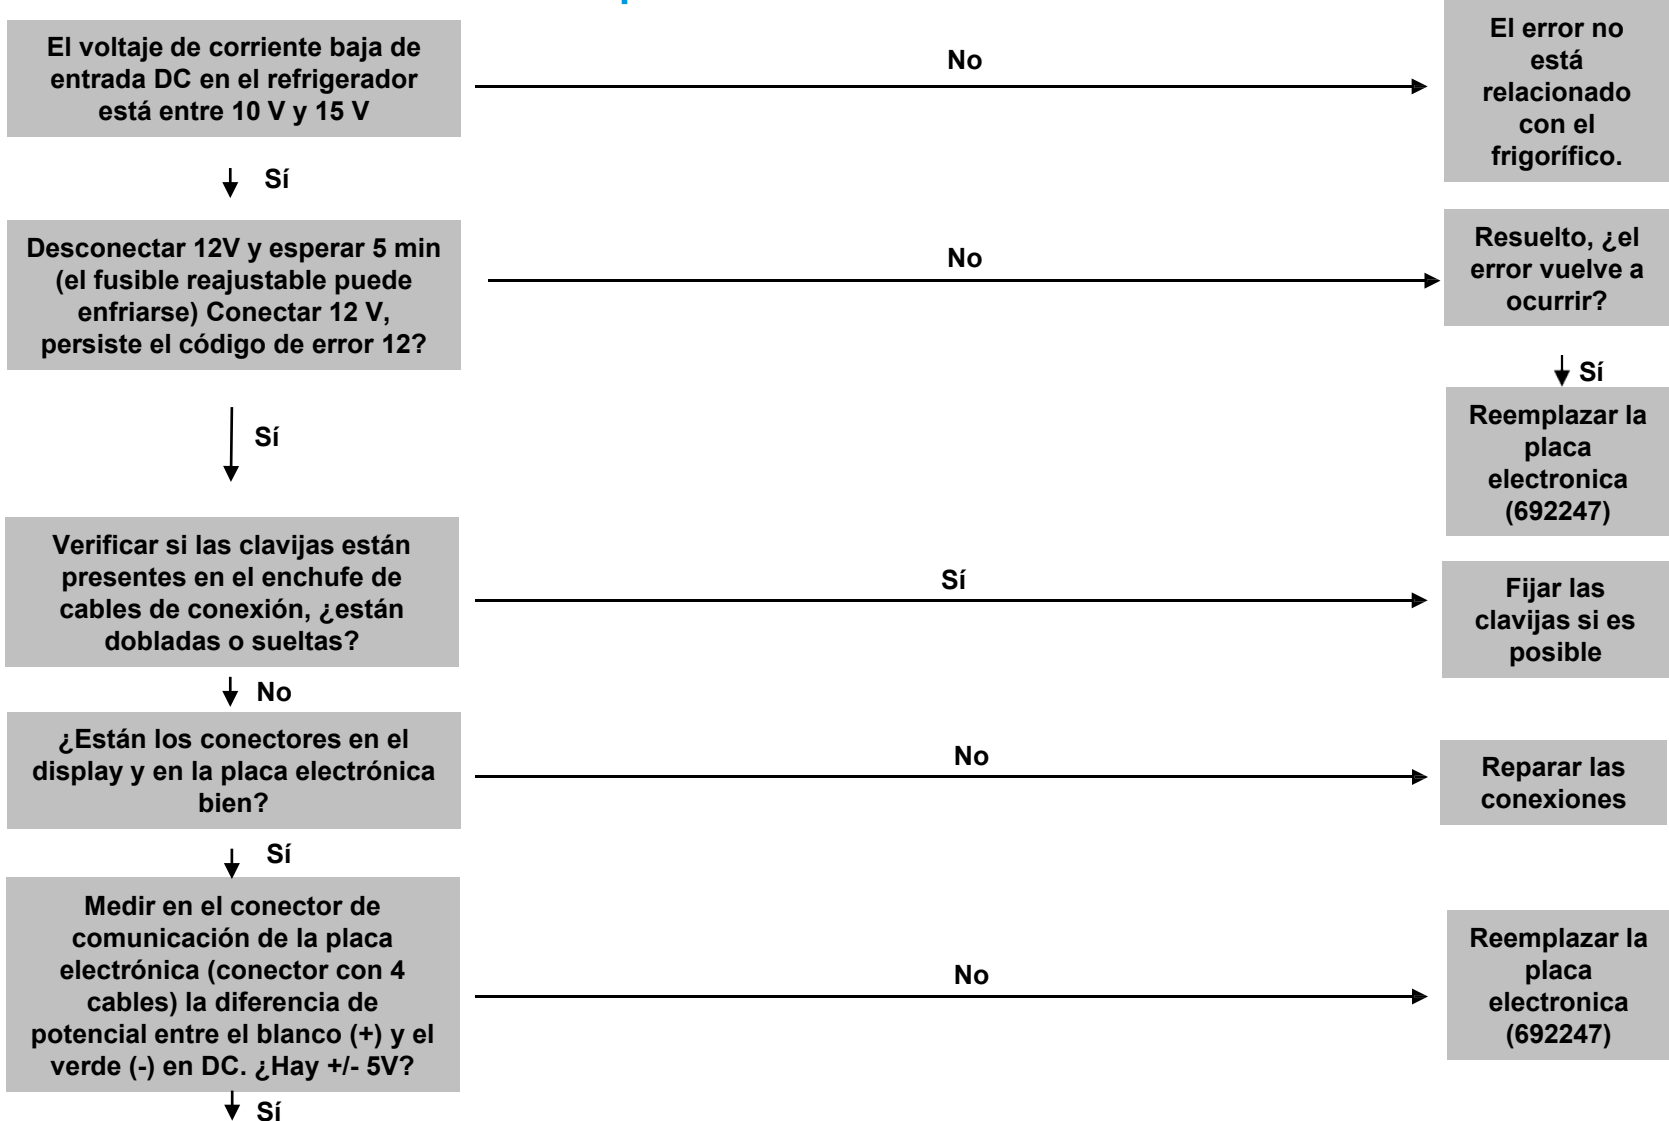 El voltaje de corriente baja de
entrada DC en el refrigerador
está entre 10 V y 15 V
No
El error no
está
relacionado
con el
frigorífico.
Sí
Desconectar 12V y esperar 5 min
(el fusible reajustable puede
enfriarse) Conectar 12 V,
persiste el código de error 12?
No
Resuelto, ¿el
error vuelve a
ocurrir?
Sí
Reemplazar la
placa
electronica
(692247)
Sí
Verificar si las clavijas están
presentes en el enchufe de
cables de conexión, ¿están
dobladas o sueltas?
Sí
Fijar las
clavijas si es
posible
No
¿Están los conectores en el
display y en la placa electrónica
bien?
No
Reparar las
conexiones
Sí
Medir en el conector de
comunicación de la placa
electrónica (conector con 4
cables) la diferencia de
potencial entre el blanco (+) y el
verde (-) en DC. ¿Hay +/- 5V?
No
Reemplazar la
placa
electronica
(692247)
Sí